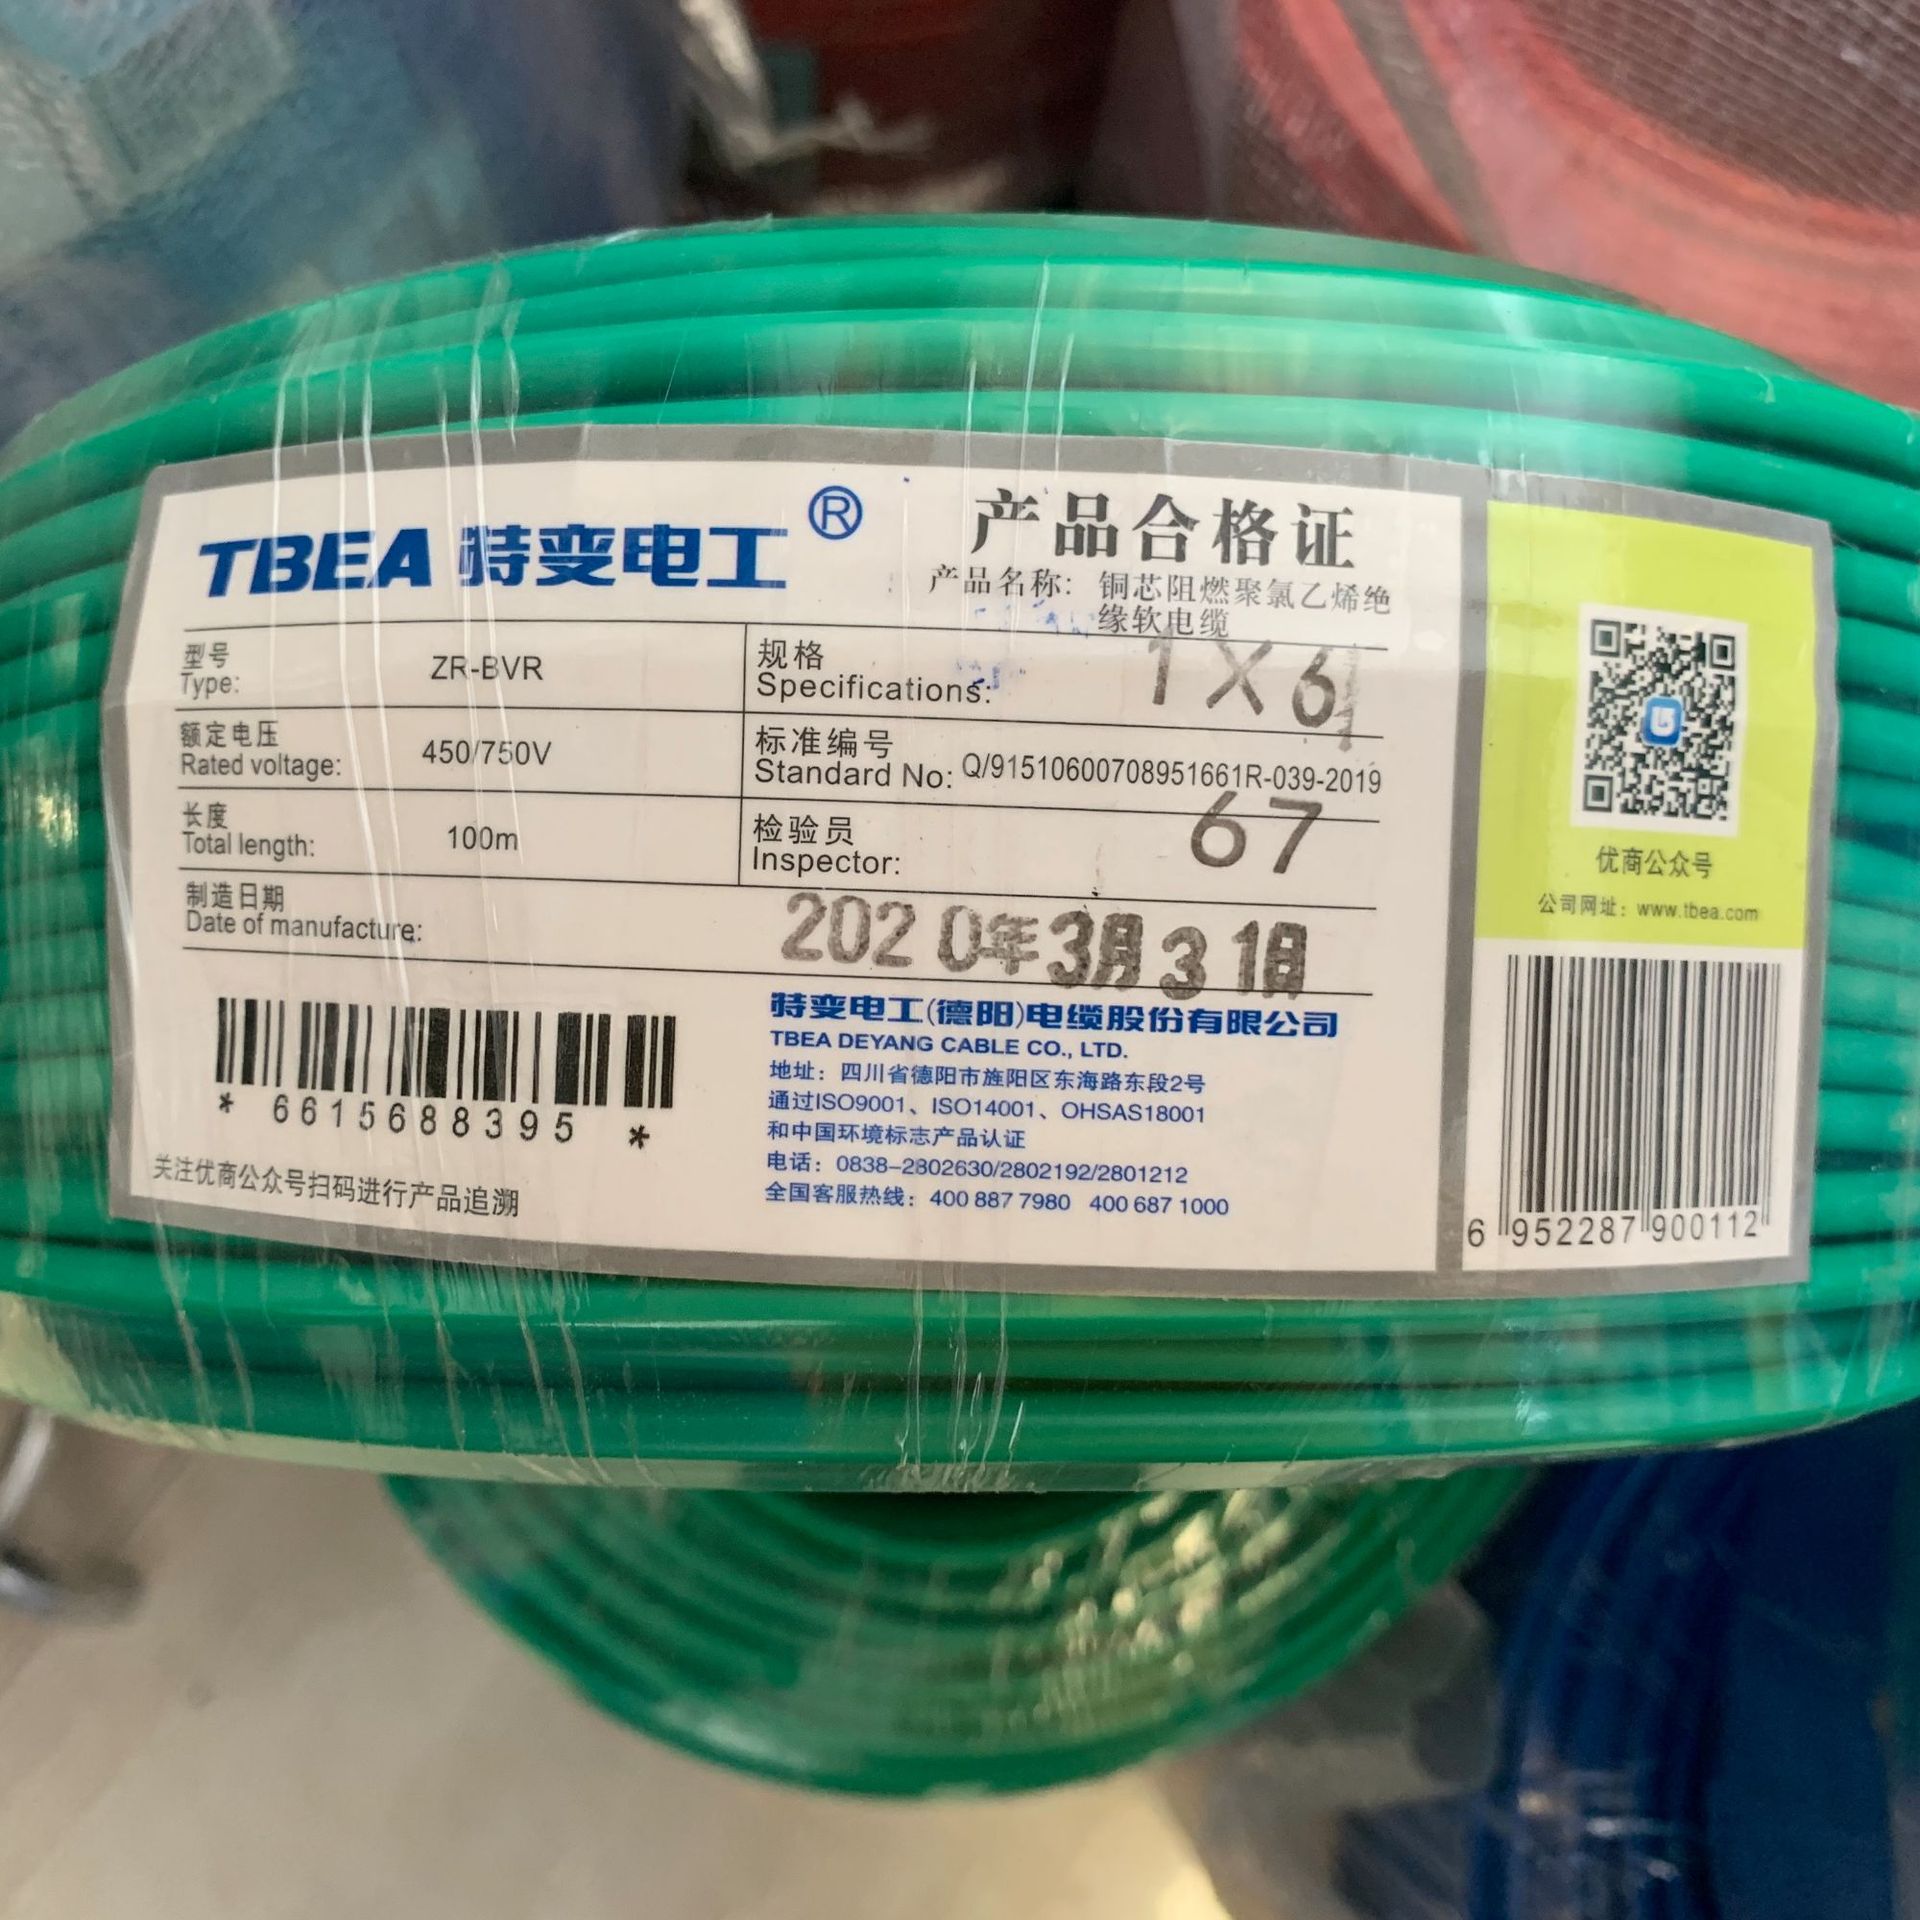 TBEA 特变电工®
产品合格证
产品名称: 铜芯阻燃聚氯乙烯绝
缘软电缆
型号
Type:
ZR-BVR
规格
Specifications:
1X6
额定电压
Rated voltage:
450/750V
标准编号
Standard No:
Q/91510600708951661R-039-2019
长度
Total length:
100m
检验员
Inspector:
67
制造日期
Date of manufacture:
2020年3月31日
*6615688395*
关注优商公众号扫码进行产品追溯
特变电工(德阳)电缆股份有限公司
TBEA DEYANG CABLE CO., LTD.
地址：四川省德阳市旌阳区东海路东段2号
通过ISO9001、ISO14001、OHSAS18001
和中国环境标志产品认证
电话：0838-2802630/2802192/2801212
全国客服热线：400 887 7980 400 687 1000
优商公众号
公司网址：www.tbea.com
6 952287 900112